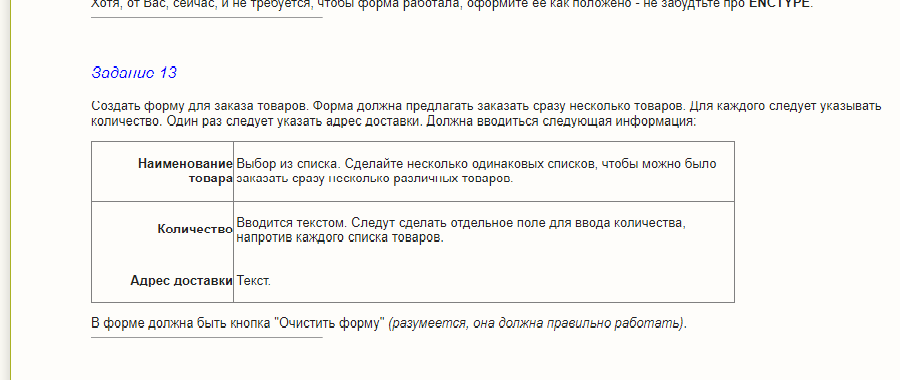 Хотя, от Вас, сейчас, и не требуется, чтобы форма работала, оформите ее как положено - не забудтьте про ENCTYPE.
Задание 13
Создать форму для заказа товаров. Форма должна предлагать заказать сразу несколько товаров. Для каждого следует указывать
количество. Один раз следует указать адрес доставки. Должна вводиться следующая информация:
Наименование
товара
Выбор из списка. Сделайте несколько одинаковых списков, чтобы можно было
заказать сразу несколько различных товаров.
Количество
Вводится текстом. Следут сделать отдельное поле для ввода количества,
напротив каждого списка товаров.
Адрес доставки
Текст.
В форме должна быть кнопка "Очистить форму" (разумеется, она должна правильно работать).